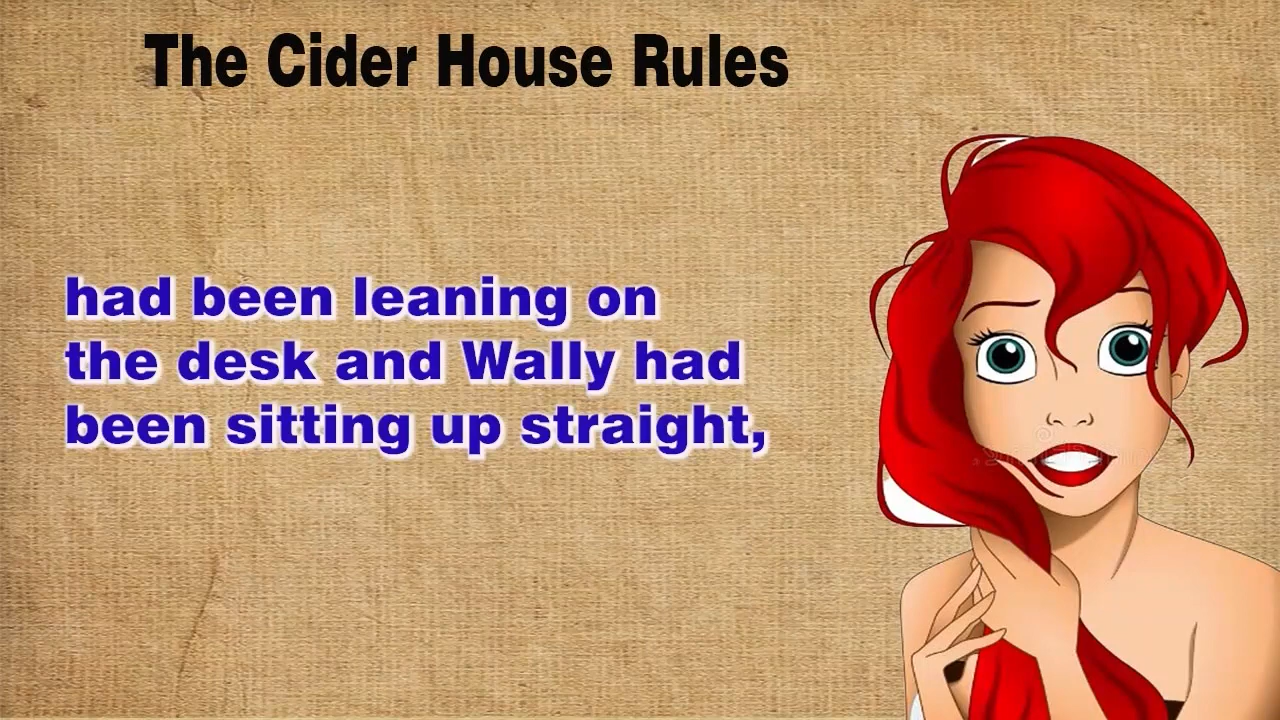 The Cider House Rules
had been leaning on
the desk and Wally had
been sitting up straight,